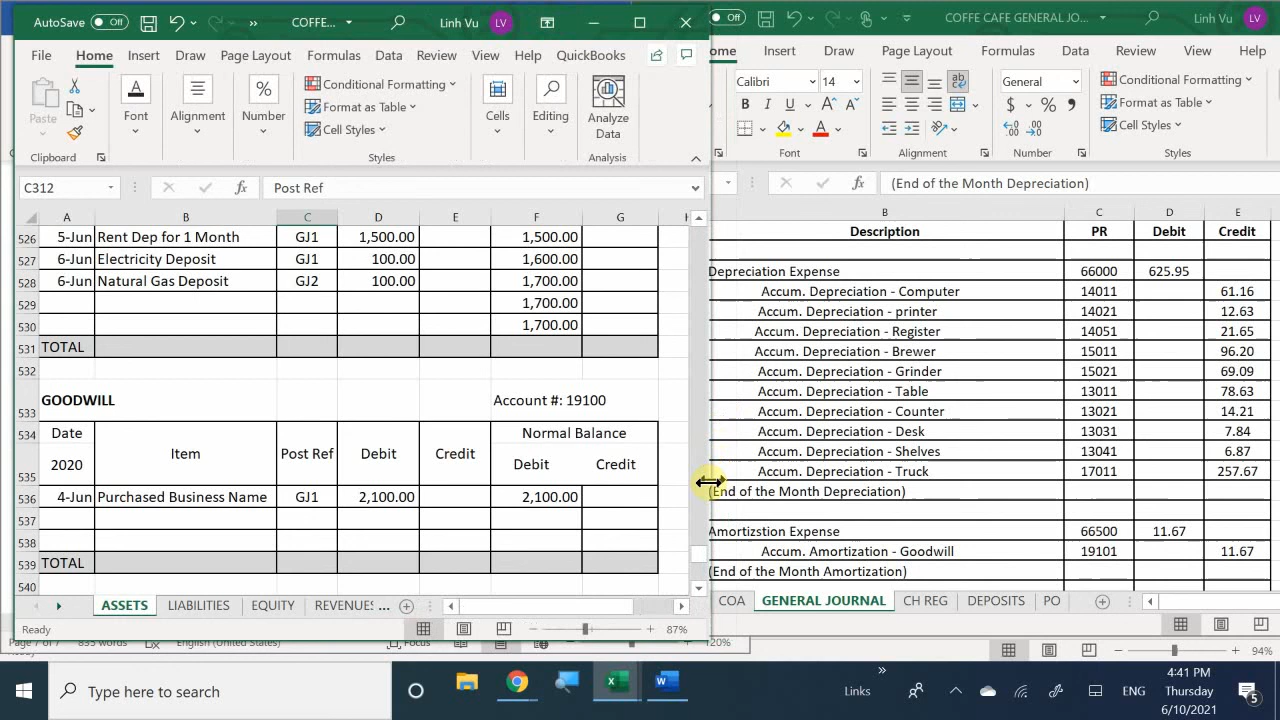 AutoSave Off COFFE... Linh Vu LV
File Home Insert Draw Page Layout Formulas Data Review View Help QuickBooks
Paste Font Alignment Number Conditional Formatting Format as Table Cell Styles Cells Editing Analyze Data
Clipboard Styles Analysis
C312 fx Post Ref
A B C D E F G
526 5-Jun Rent Dep for 1 Month GJ1 1,500.00 1,500.00
527 6-Jun Electricity Deposit GJ1 100.00 1,600.00
528 6-Jun Natural Gas Deposit GJ2 100.00 1,700.00
529 1,700.00
530 1,700.00
531 TOTAL
532
533 GOODWILL Account #: 19100
534 Date Item Post Ref Debit Credit Normal Balance
535 2020 Debit Credit
536 4-Jun Purchased Business Name GJ1 2,100.00 2,100.00
537
538
539 TOTAL
540
ASSETS LIABILITIES EQUITY REVENUES ...
Ready 87%
Off COFFE CAFE GENERAL JO... Linh Vu LV
ome Insert Draw Page Layout Formulas Data Review View Help
Calibri 14 General Conditional Formatting
B I U A A $ % Format as Table
Cell Styles
Font Alignment Number Styles
fx (End of the Month Depreciation)
B C D E
Description PR Debit Credit
Depreciation Expense 66000 625.95
Accum. Depreciation - Computer 14011 61.16
Accum. Depreciation - printer 14021 12.63
Accum. Depreciation - Register 14051 21.65
Accum. Depreciation - Brewer 15011 96.20
Accum. Depreciation - Grinder 15021 69.09
Accum. Depreciation - Table 13011 78.63
Accum. Depreciation - Counter 13021 14.21
Accum. Depreciation - Desk 13031 7.84
Accum. Depreciation - Shelves 13041 6.87
Accum. Depreciation - Truck 17011 257.67
(End of the Month Depreciation)
Amortizstion Expense 66500 11.67
Accum. Amortization - Goodwill 19101 11.67
(End of the Month Amortization)
COA GENERAL JOURNAL CH REG DEPOSITS PO
94%
Page 7 of 7 835 words English (United States) Focus 120%
Type here to search Links ENG 4:41 PM
Thursday
6/10/2021
5